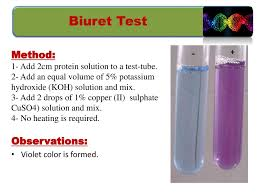 Biuret Test
Method:
1- Add 2cm protein solution to a test-tube.
2- Add an equal volume of 5% potassium
hydroxide (KOH) solution and mix.
3- Add 2 drops of 1% copper (II) sulphate
CuSO4) solution and mix.
4- No heating is required.
Observations:
• Violet color is formed.
- +